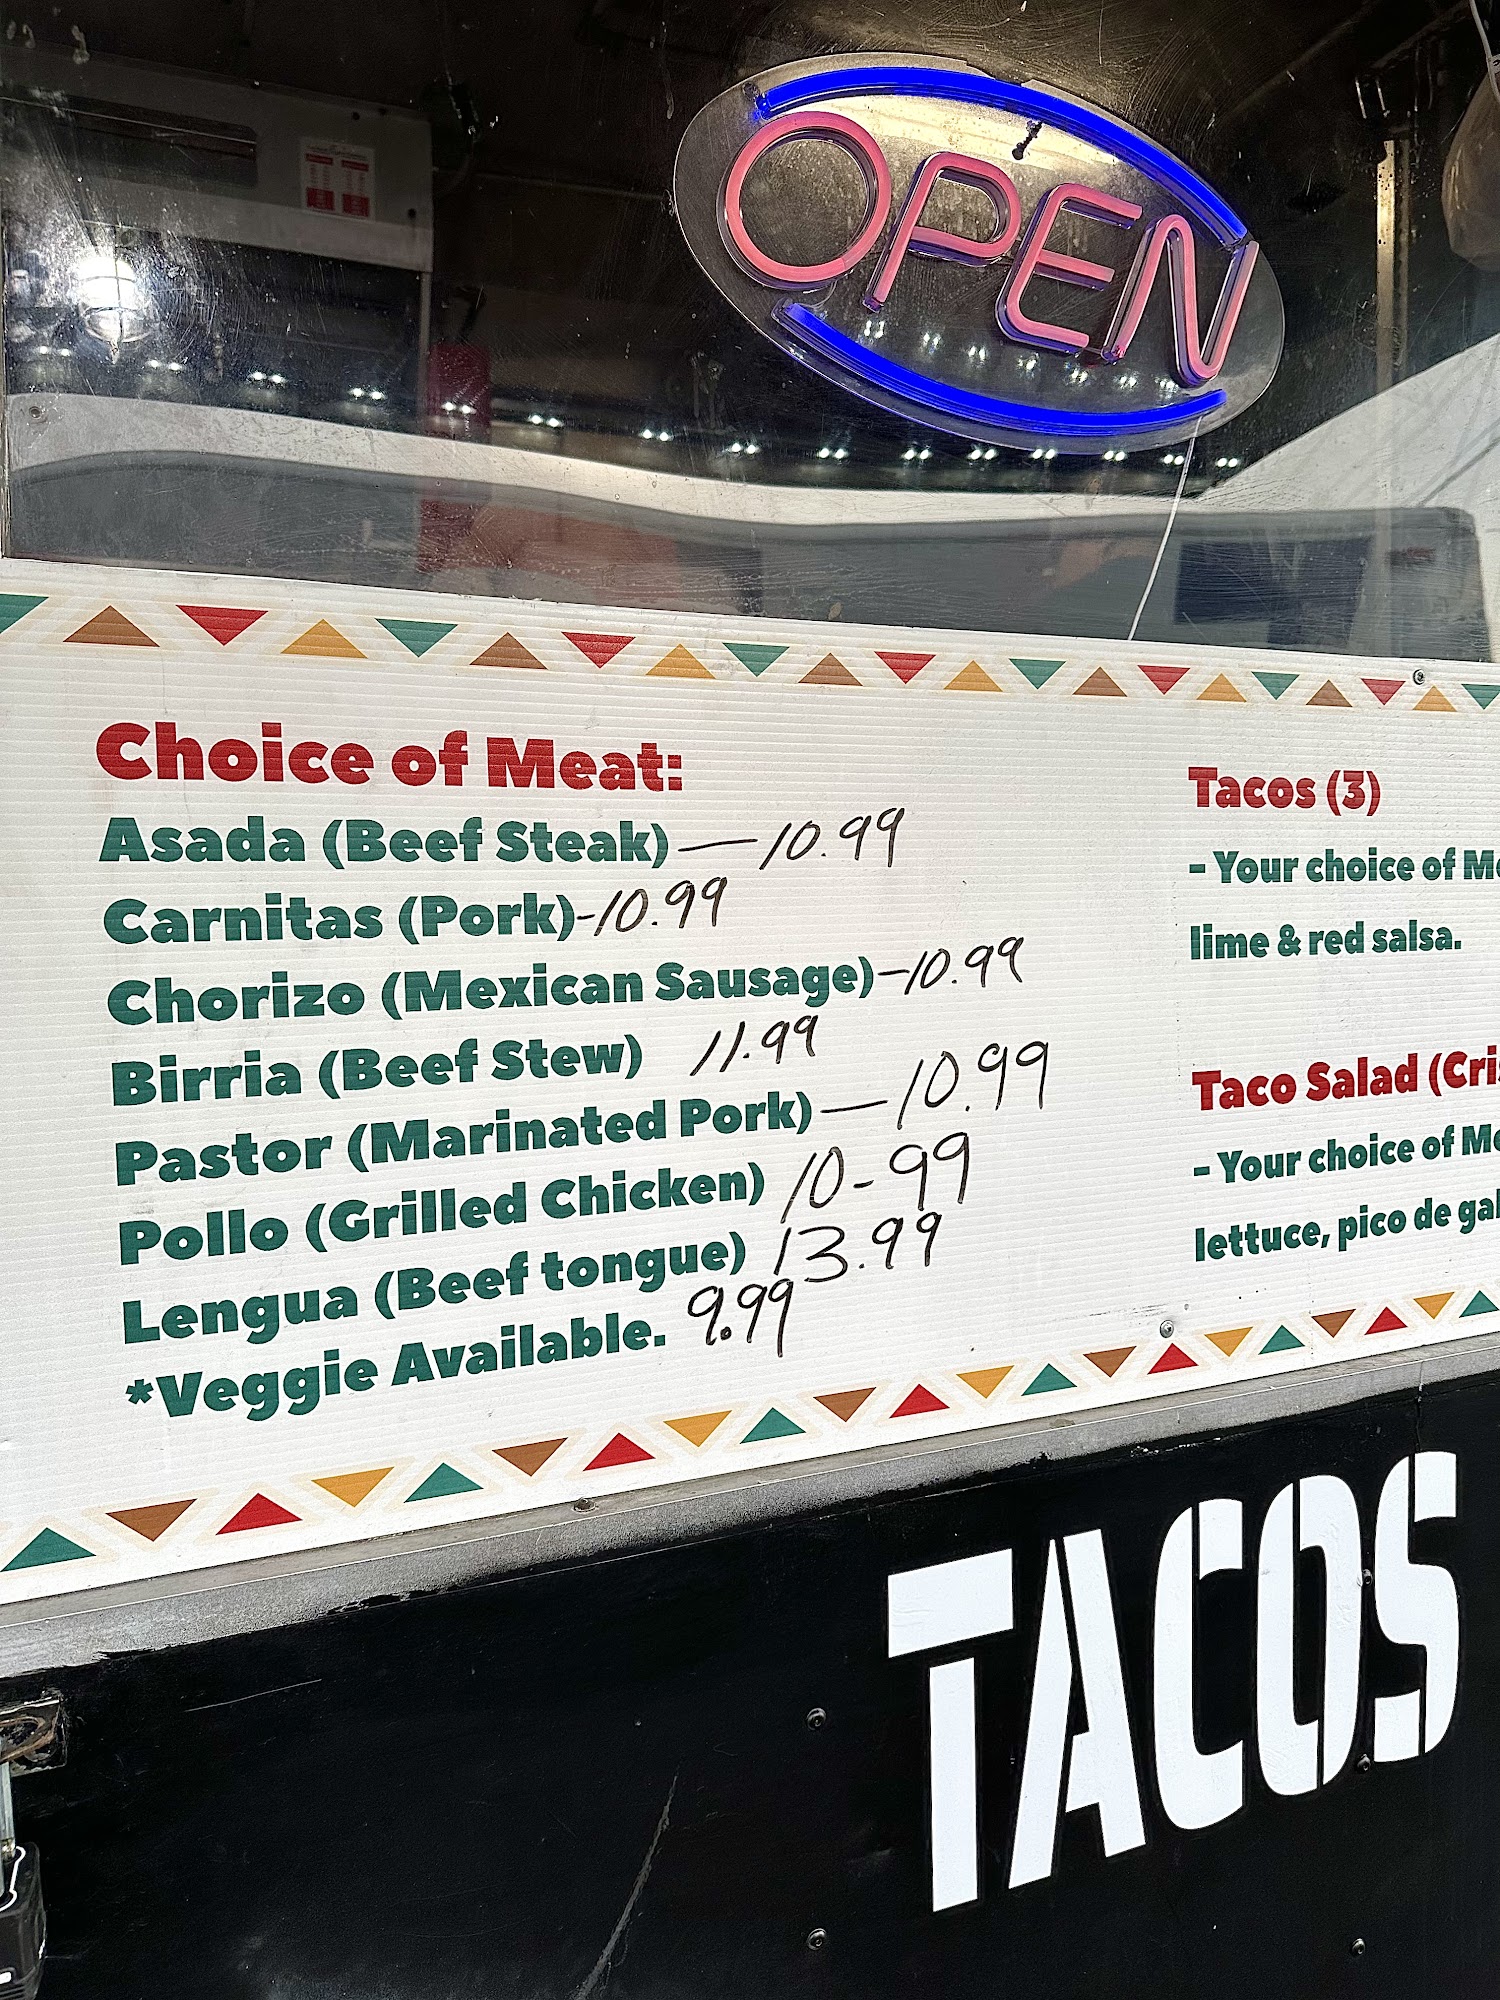 OPEN
Choice of Meat:
Asada (Beef Steak) — 10.99
Carnitas (Pork)-10.99
Chorizo (Mexican Sausage)-10.99
Birria (Beef Stew) 11.99
Pastor (Marinated Pork) — 10.99
Pollo (Grilled Chicken) 10-99
Lengua (Beef tongue) 13.99
*Veggie Available. 9.99
Tacos (3)
- Your choice of
lime & red salsa.
Taco Salad
- Your choice of
lettuce, pico de
TACOS